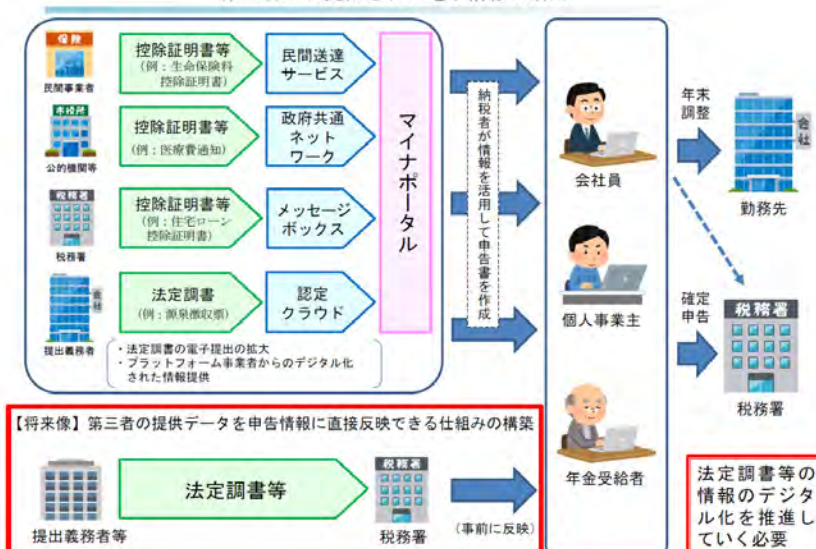 保険
民間事業者
控除証明書等
（例：生命保険料
控除証明書）
民間送達
サービス
市役所
公的機関等
控除証明書等
（例：医療費通知）
政府共通
ネット
ワーク
税務署
税務署
控除証明書等
（例：住宅ローン
控除証明書）
メッセージ
ボックス
会社
提出義務者
法定調書
（例：源泉徴収票）
認定
クラウド
・法定調書の電子提出の拡大
・プラットフォーム事業者からのデジタル化
された情報提供
マイナポータル
納税者が情報を活用して申告書を作成
会社員
個人事業主
年金受給者
年末
調整
会社
勤務先
確定
申告
税務署
税務署
【将来像】第三者の提供データを申告情報に直接反映できる仕組みの構築
提出義務者等
法定調書等
税務署
税務署
（事前に反映）
法定調書等の
情報のデジタ
ル化を推進し
ていく必要